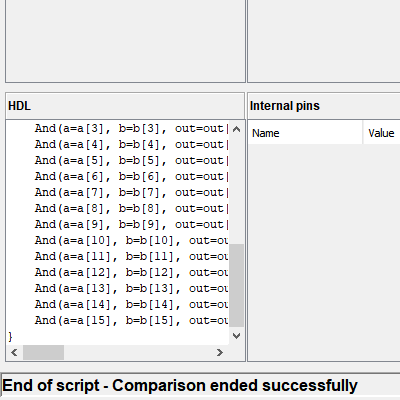 HDL
Internal pins
Name Value
And(a=a[3], b=b[3], out=out[
And(a=a[4], b=b[4], out=out[
And(a=a[5], b=b[5], out=out[
And(a=a[6], b=b[6], out=out[
And(a=a[7], b=b[7], out=out[
And(a=a[8], b=b[8], out=out[
And(a=a[9], b=b[9], out=out[
And(a=a[10], b=b[10], out=ou
And(a=a[11], b=b[11], out=ou
And(a=a[12], b=b[12], out=ou
And(a=a[13], b=b[13], out=ou
And(a=a[14], b=b[14], out=ou
And(a=a[15], b=b[15], out=ou
}
End of script - Comparison ended successfully